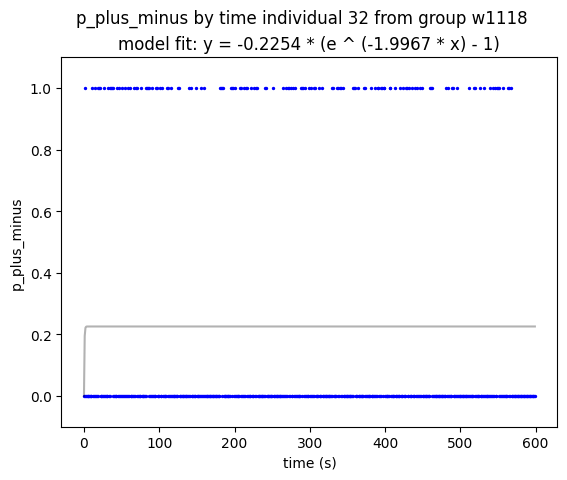 p_plus_minus by time individual 32 from group w1118
model fit: y = -0.2254 * (e ^ (-1.9967 * x) - 1)
1.0
0.8
0.6
0.4
0.2
0.0
p_plus_minus
0 100 200 300 400 500 600
time (s)